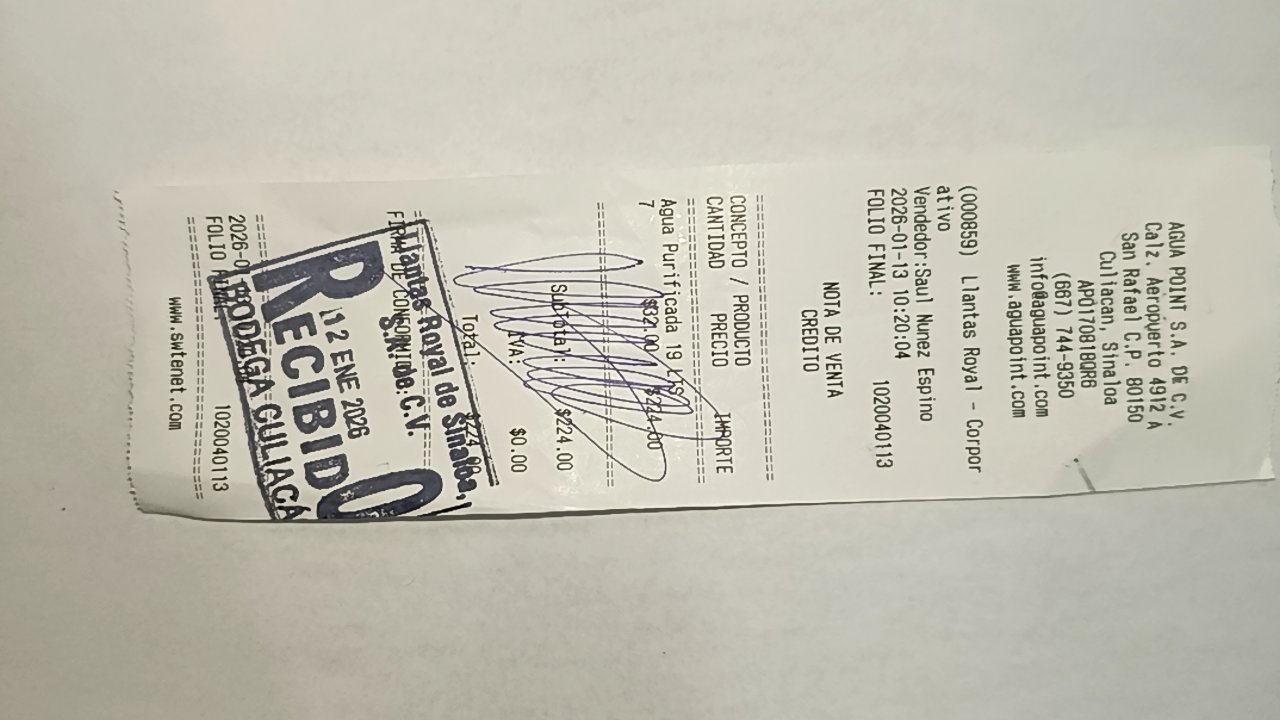 AGUA POINT S.A. DE C.V.
Calz. Aeropuerto 4912 A
San Rafael C.P. 80150
Culiacan, Sinaloa
APO170818QR6
(667) 744-9350
info@aguapoint.com
www.aguapoint.com
NOTA DE VENTA
CREDITO
(000859) Llantas Royal - Corpor
ativo
Vendedor:Saul Nunez Espino
2026-01-13 10:20:04
FOLIO FINAL: 1020040113
CONCEPTO / PRODUCTO
CANTIDAD PRECIO IMPORTE
Agua Purificada 19 LTS
7 $32.00 $224.00
SubTotal: $224.00
IVA: $0.00
Total: $224.00
FIRMA DE CONFORMIDAD
Llantas Royal de Sinaloa,
S.A. de C.V.
RECIBIDO
12 ENE 2026
BODEGA CULIACA
FOLIO FINAL: 1020040113
www.swtenet.com